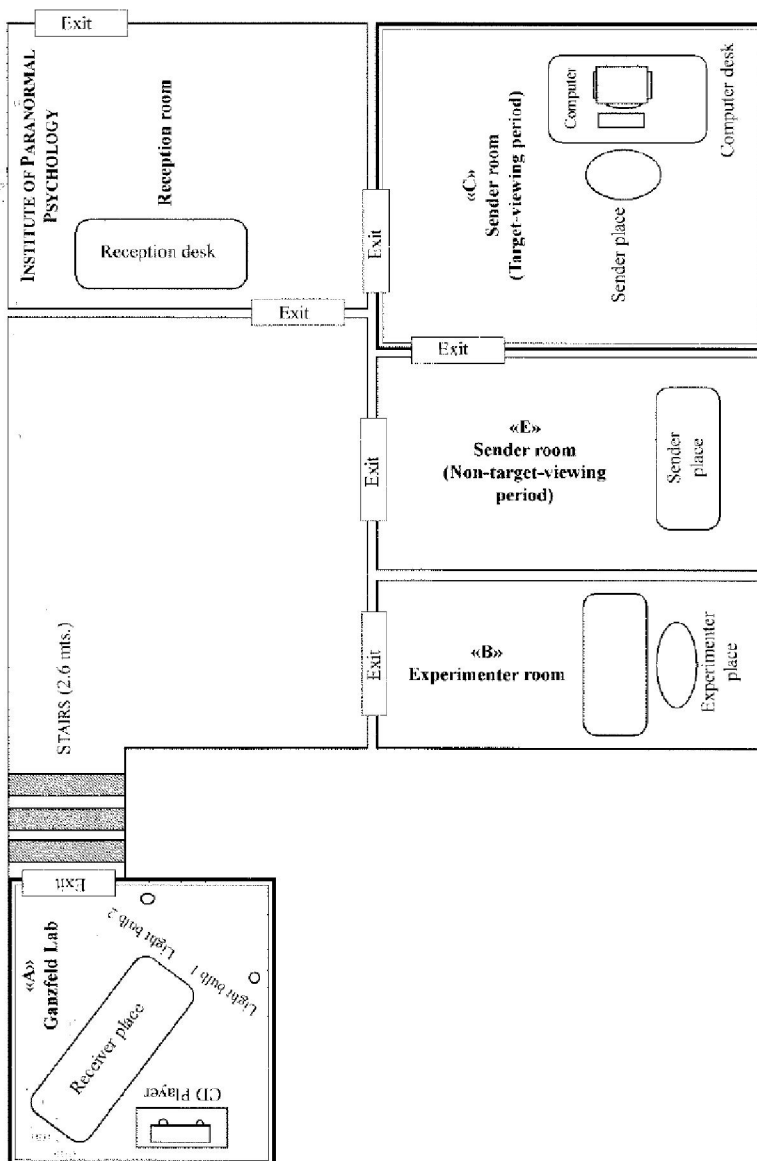 Exit
INSTITUTE OF PARANORMAL
PSYCHOLOGY
Reception room
Reception desk
Exit
Exit
«C»
Sender room
(Target-viewing period)
Computer
Computer desk
Sender place
Exit
Exit
«E»
Sender room
(Non-target-viewing
period)
Sender
place
Exit
«B»
Experimenter room
Experimenter
place
STAIRS (2.6 mts.)
Exit
«A»
Ganzfeld Lab
Receiver place
Light bulb 2
Light bulb 1
CD Player